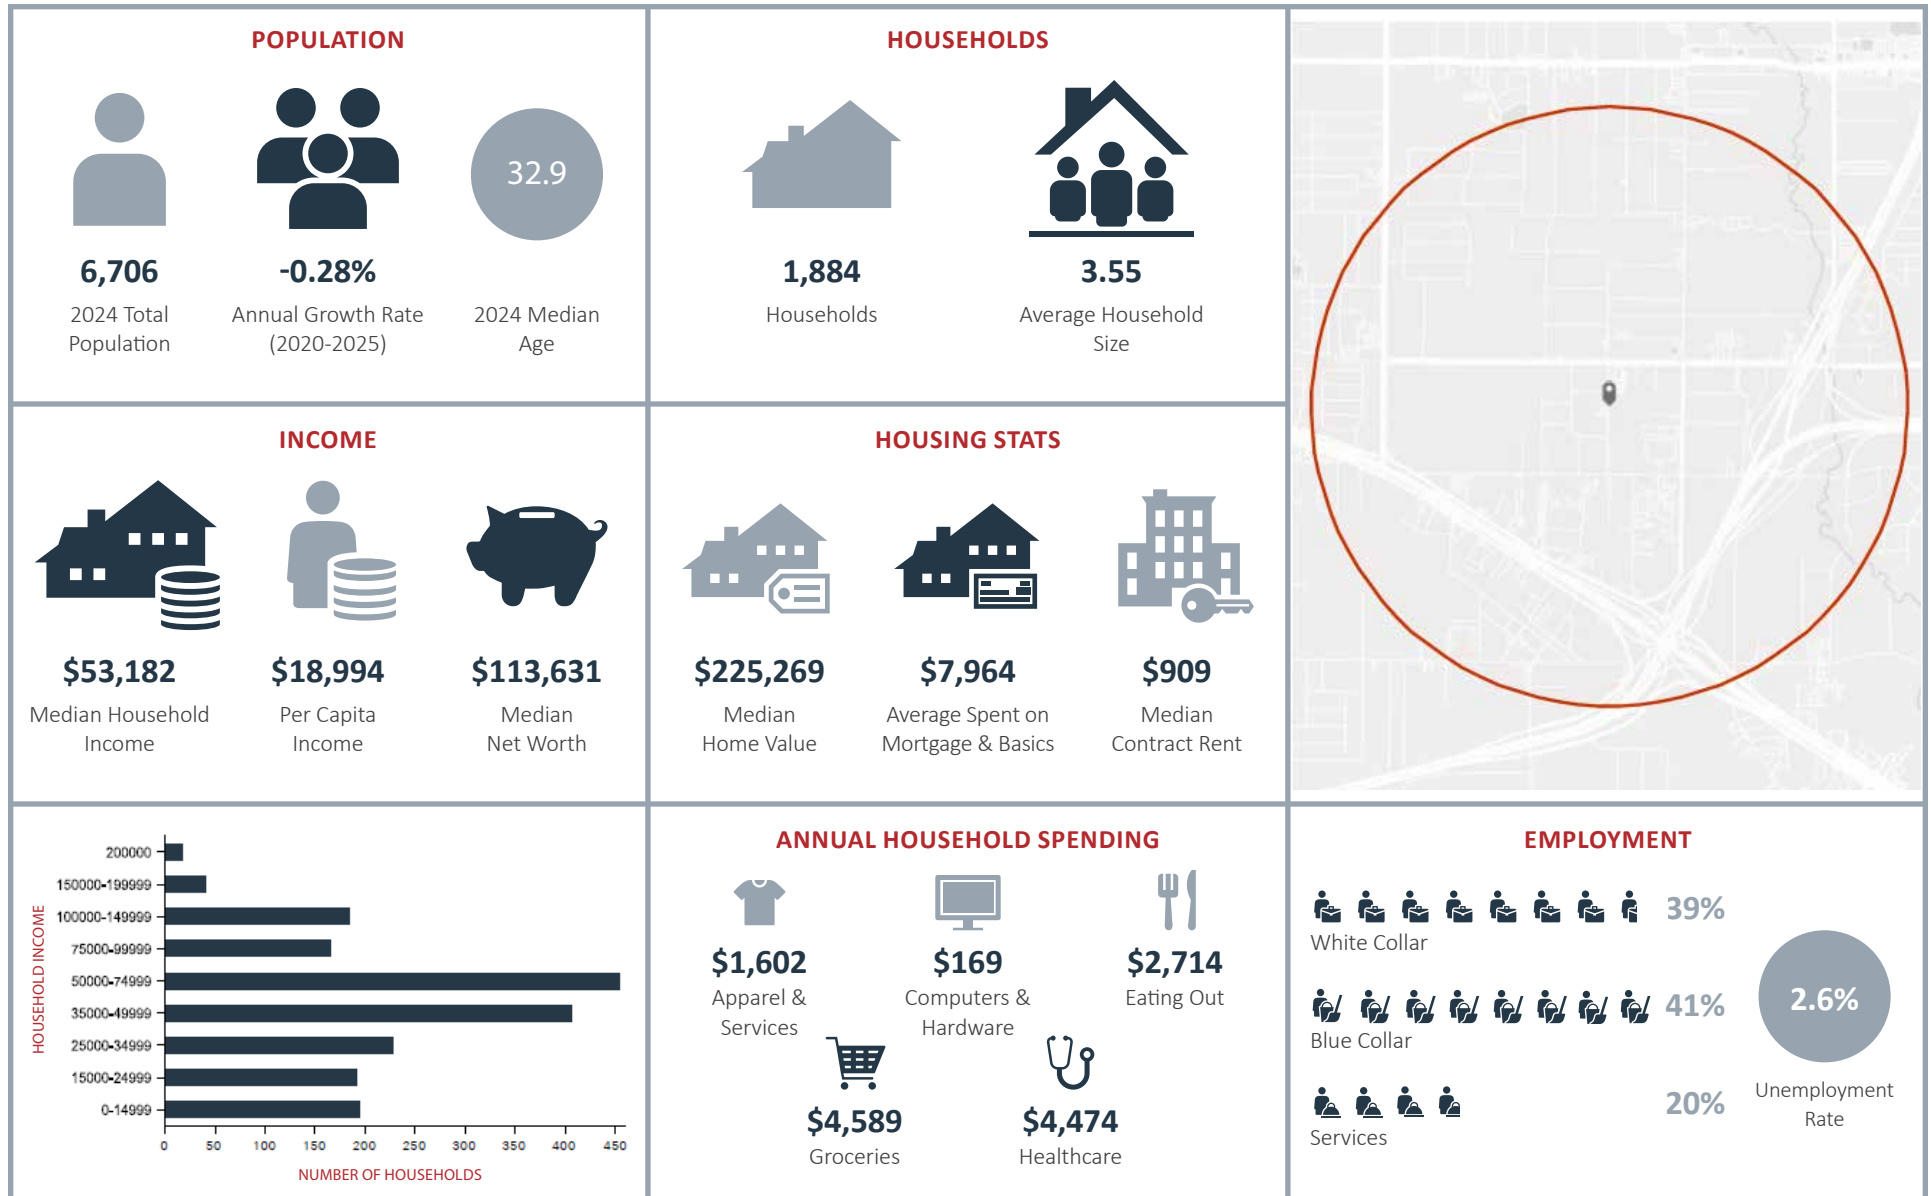 POPULATION
32.9
6,706
2024 Total
Population
-0.28%
Annual Growth Rate
(2020-2025)
2024 Median
Age
HOUSEHOLDS
1,884
Households
3.55
Average Household
Size
INCOME
$53,182
Median Household
Income
$18,994
Per Capita
Income
$113,631
Median
Net Worth
HOUSING STATS
$225,269
Median
Home Value
$7,964
Average Spent on
Mortgage & Basics
$909
Median
Contract Rent
HOUSEHOLD INCOME
200000
150000-199999
100000-149999
75000-99999
50000-74999
35000-49999
25000-34999
15000-24999
0-14999
0 50 100 150 200 250 300 350 400 450
NUMBER OF HOUSEHOLDS
ANNUAL HOUSEHOLD SPENDING
$1,602
Apparel &
Services
$169
Computers &
Hardware
$2,714
Eating Out
$4,589
Groceries
$4,474
Healthcare
EMPLOYMENT
39%
White Collar
41%
Blue Collar
20%
Services
2.6%
Unemployment
Rate